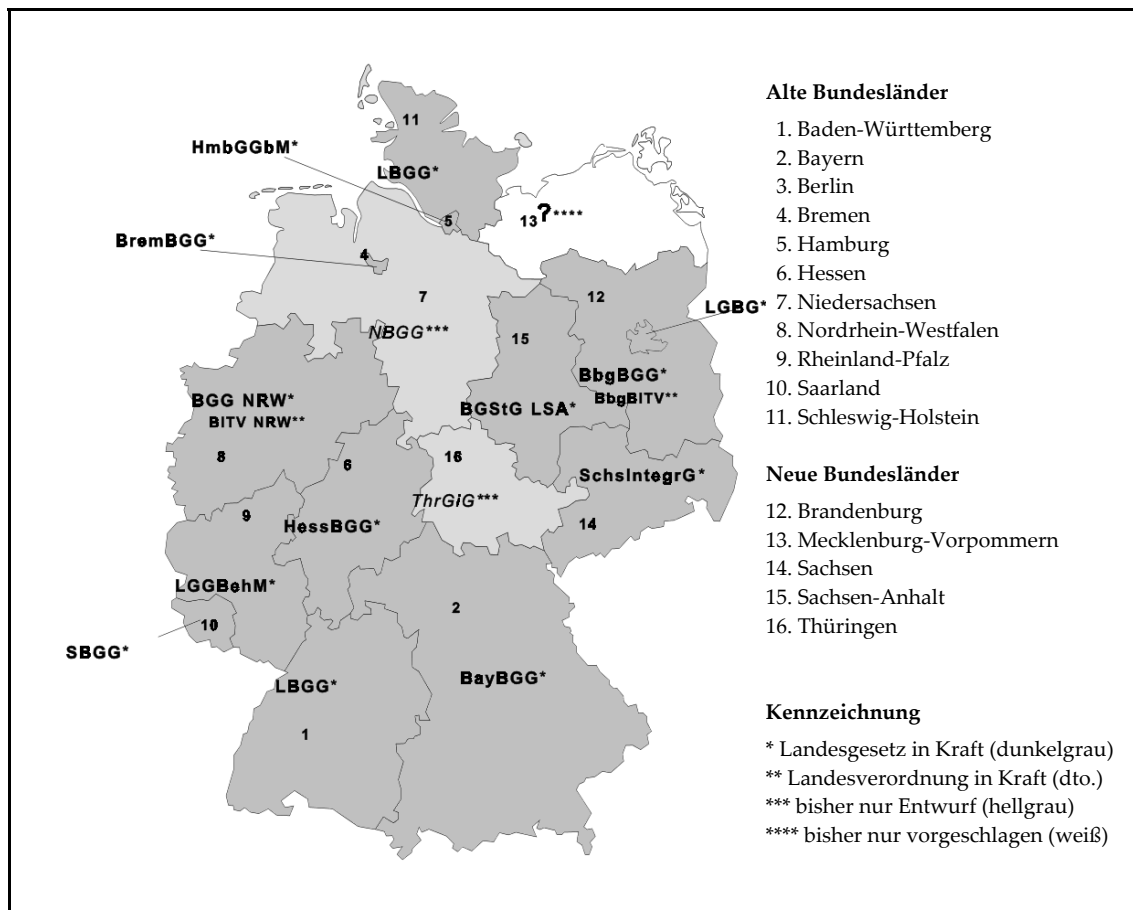 11
HmbGGbM*
LBGG*
5
13?****
BremBGG*
4
7
12
LGBG*
NBGG***
15
BbgBGG*
BbgBITV**
BGG NRW*
BITV NRW**
BGStG LSA*
8
6
16
SchsIntegrG*
ThrGiG***
9
HessBGG*
14
LGGBehM*
2
10
SBGG*
LBGG*
BayBGG*
1
Alte Bundesländer
1. Baden-Württemberg
2. Bayern
3. Berlin
4. Bremen
5. Hamburg
6. Hessen
7. Niedersachsen
8. Nordrhein-Westfalen
9. Rheinland-Pfalz
10. Saarland
11. Schleswig-Holstein
Neue Bundesländer
12. Brandenburg
13. Mecklenburg-Vorpommern
14. Sachsen
15. Sachsen-Anhalt
16. Thüringen
Kennzeichnung
* Landesgesetz in Kraft (dunkelgrau)
** Landesverordnung in Kraft (dto.)
*** bisher nur Entwurf (hellgrau)
**** bisher nur vorgeschlagen (weiß)